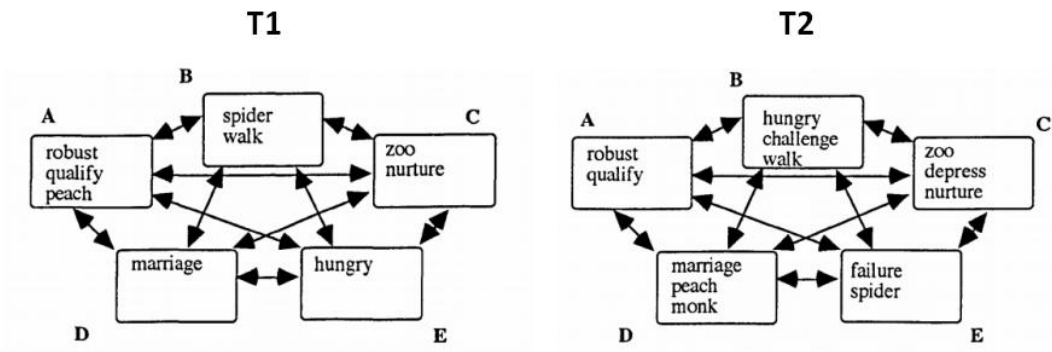 T1
T2
B
A
C
spider
walk
robust
qualify
peach
zoo
nurture
marriage
hungry
D
E
B
A
C
hungry
challenge
walk
robust
qualify
zoo
depress
nurture
marriage
peach
monk
failure
spider
D
E